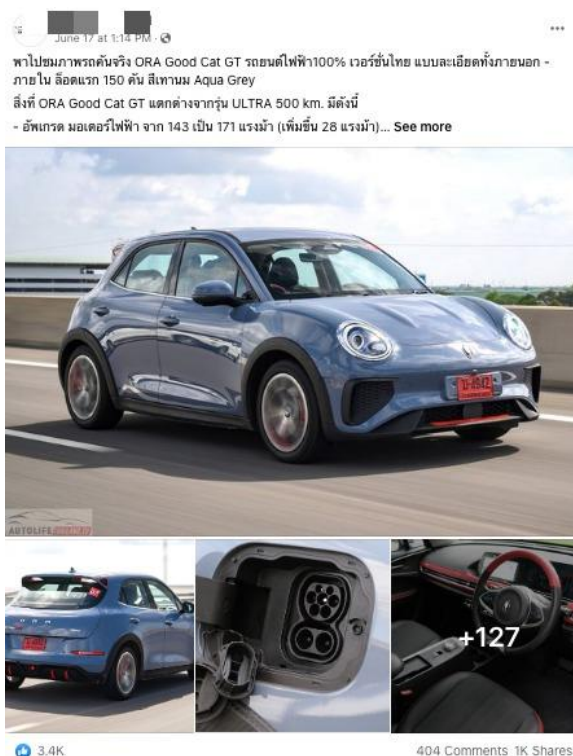 June 17 at 1:14 PM
พาไปชมภาพรถคันจริง ORA Good Cat GT รถยนต์ไฟฟ้า100% เวอร์ชั่นไทย แบบละเอียดทั้งภายนอก -
ภายใน ล็อตแรก 150 คัน สีเทานม Aqua Grey
สิ่งที่ ORA Good Cat GT แตกต่างจากรุ่น ULTRA 500 km. มีดังนี้
- อัพเกรด มอเตอร์ไฟฟ้า จาก 143 เป็น 171 แรงม้า (เพิ่มขึ้น 28 แรงม้า)... See more
AUTOLIFE
ORA
+127
3.4K
404 Comments 1K Shares